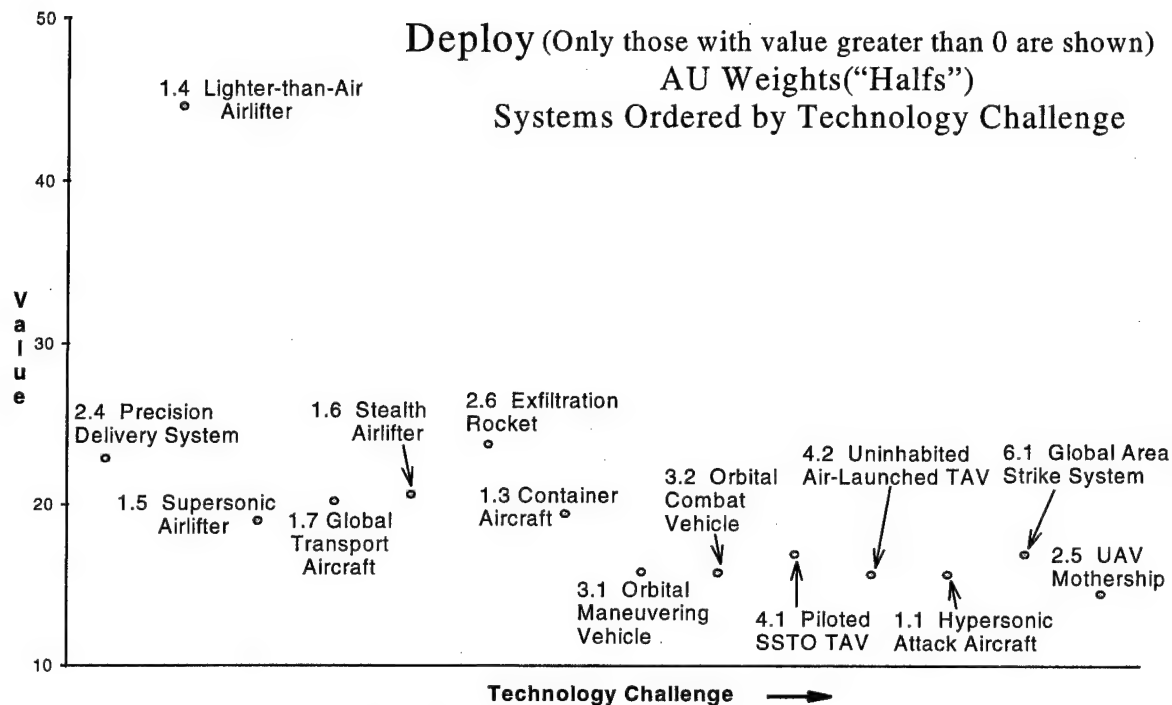 Deploy (Only those with value greater than 0 are shown)
AU Weights("Halfs")
Systems Ordered by Technology Challenge
50
40
30
20
10
Value
1.4 Lighter-than-Air
Airlifter
2.4 Precision
Delivery System
1.5 Supersonic
Airlifter
1.7 Global
Transport
Aircraft
1.6 Stealth
Airlifter
2.6 Exfiltration
Rocket
1.3 Container
Aircraft
3.1 Orbital
Maneuvering
Vehicle
3.2 Orbital
Combat
Vehicle
4.1 Piloted
SSTO TAV
4.2 Uninhabited
Air-Launched TAV
1.1 Hypersonic
Attack Aircraft
6.1 Global Area
Strike System
2.5 UAV
Mothership
Technology Challenge